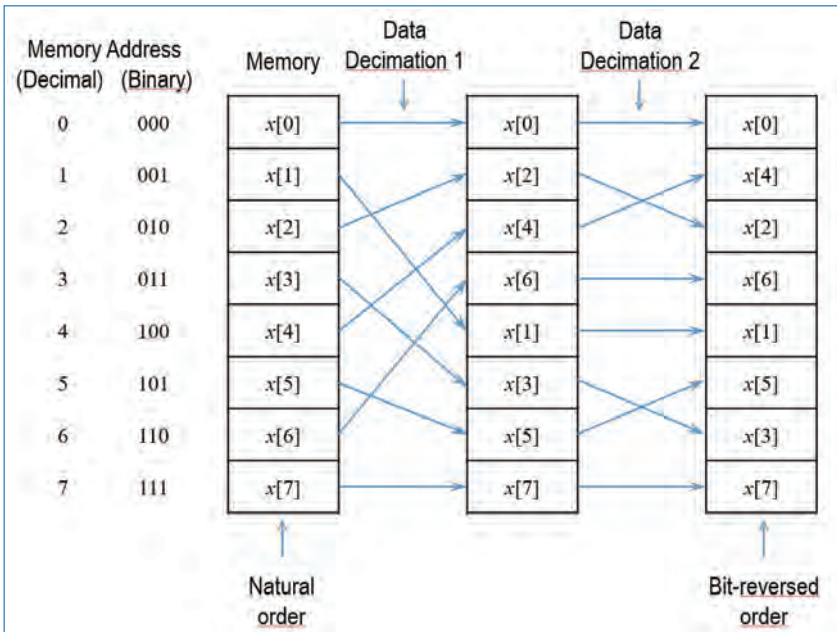 Data
Decimation 1
Data
Decimation 2
Memory Address
(Decimal) (Binary)
Memory
0 000 x[0] x[0] x[0]
1 001 x[1] x[2] x[4]
2 010 x[2] x[4] x[2]
3 011 x[3] x[6] x[6]
4 100 x[4] x[1] x[1]
5 101 x[5] x[3] x[5]
6 110 x[6] x[5] x[3]
7 111 x[7] x[7] x[7]
Natural
order
Bit-reversed
order